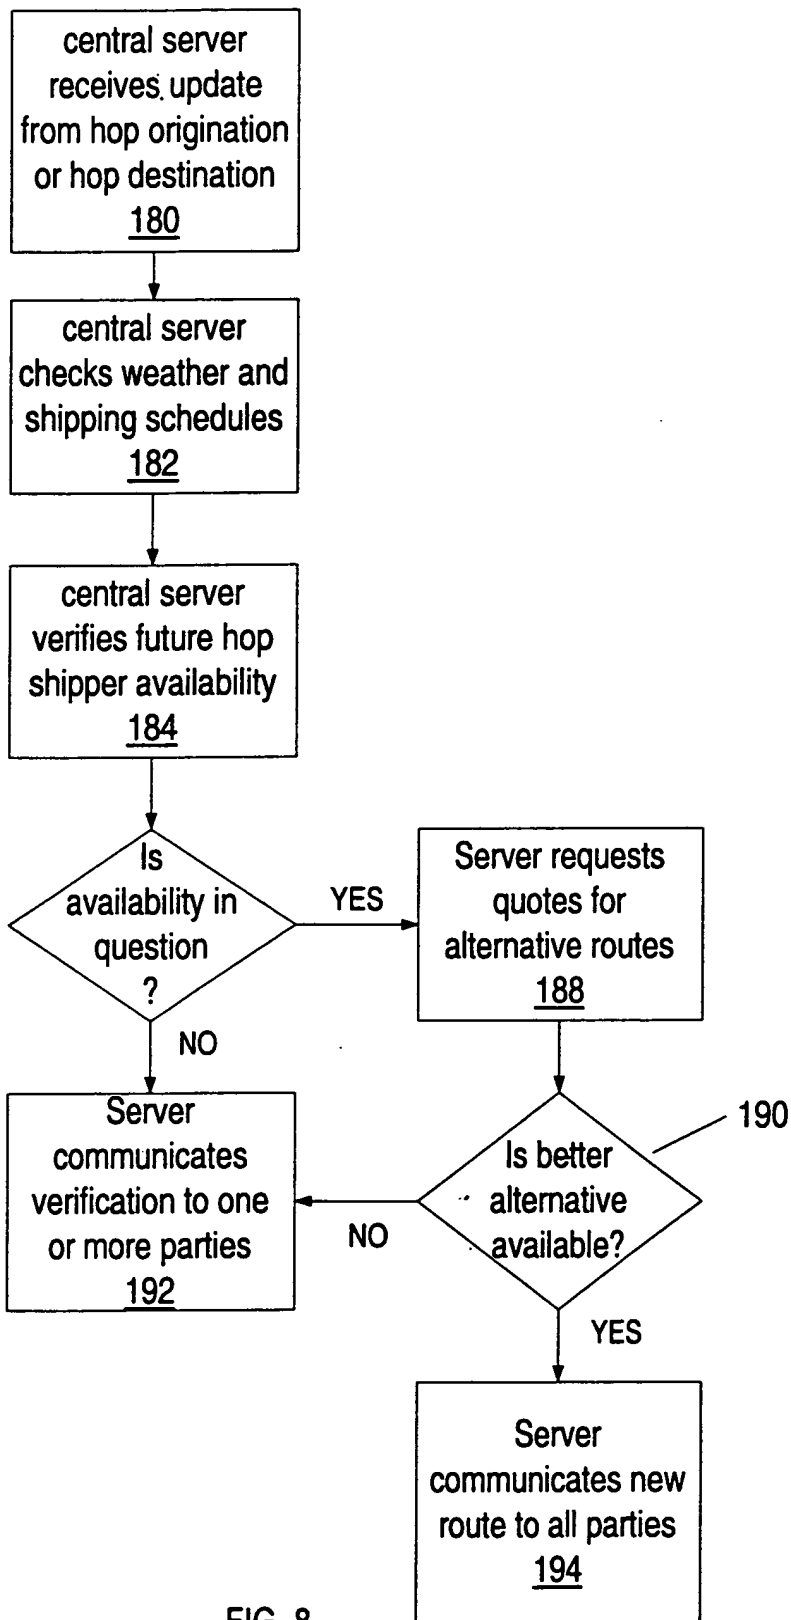 central server
receives update
from hop origination
or hop destination
180
central server
checks weather and
shipping schedules
182
central server
verifies future hop
shipper availability
184
Is
availability in
question
?
YES
Server requests
quotes for
alternative routes
188
NO
Server
communicates
verification to one
or more parties
192
190
Is better
alternative
available?
NO
YES
Server
communicates new
route to all parties
194
FIG. 8